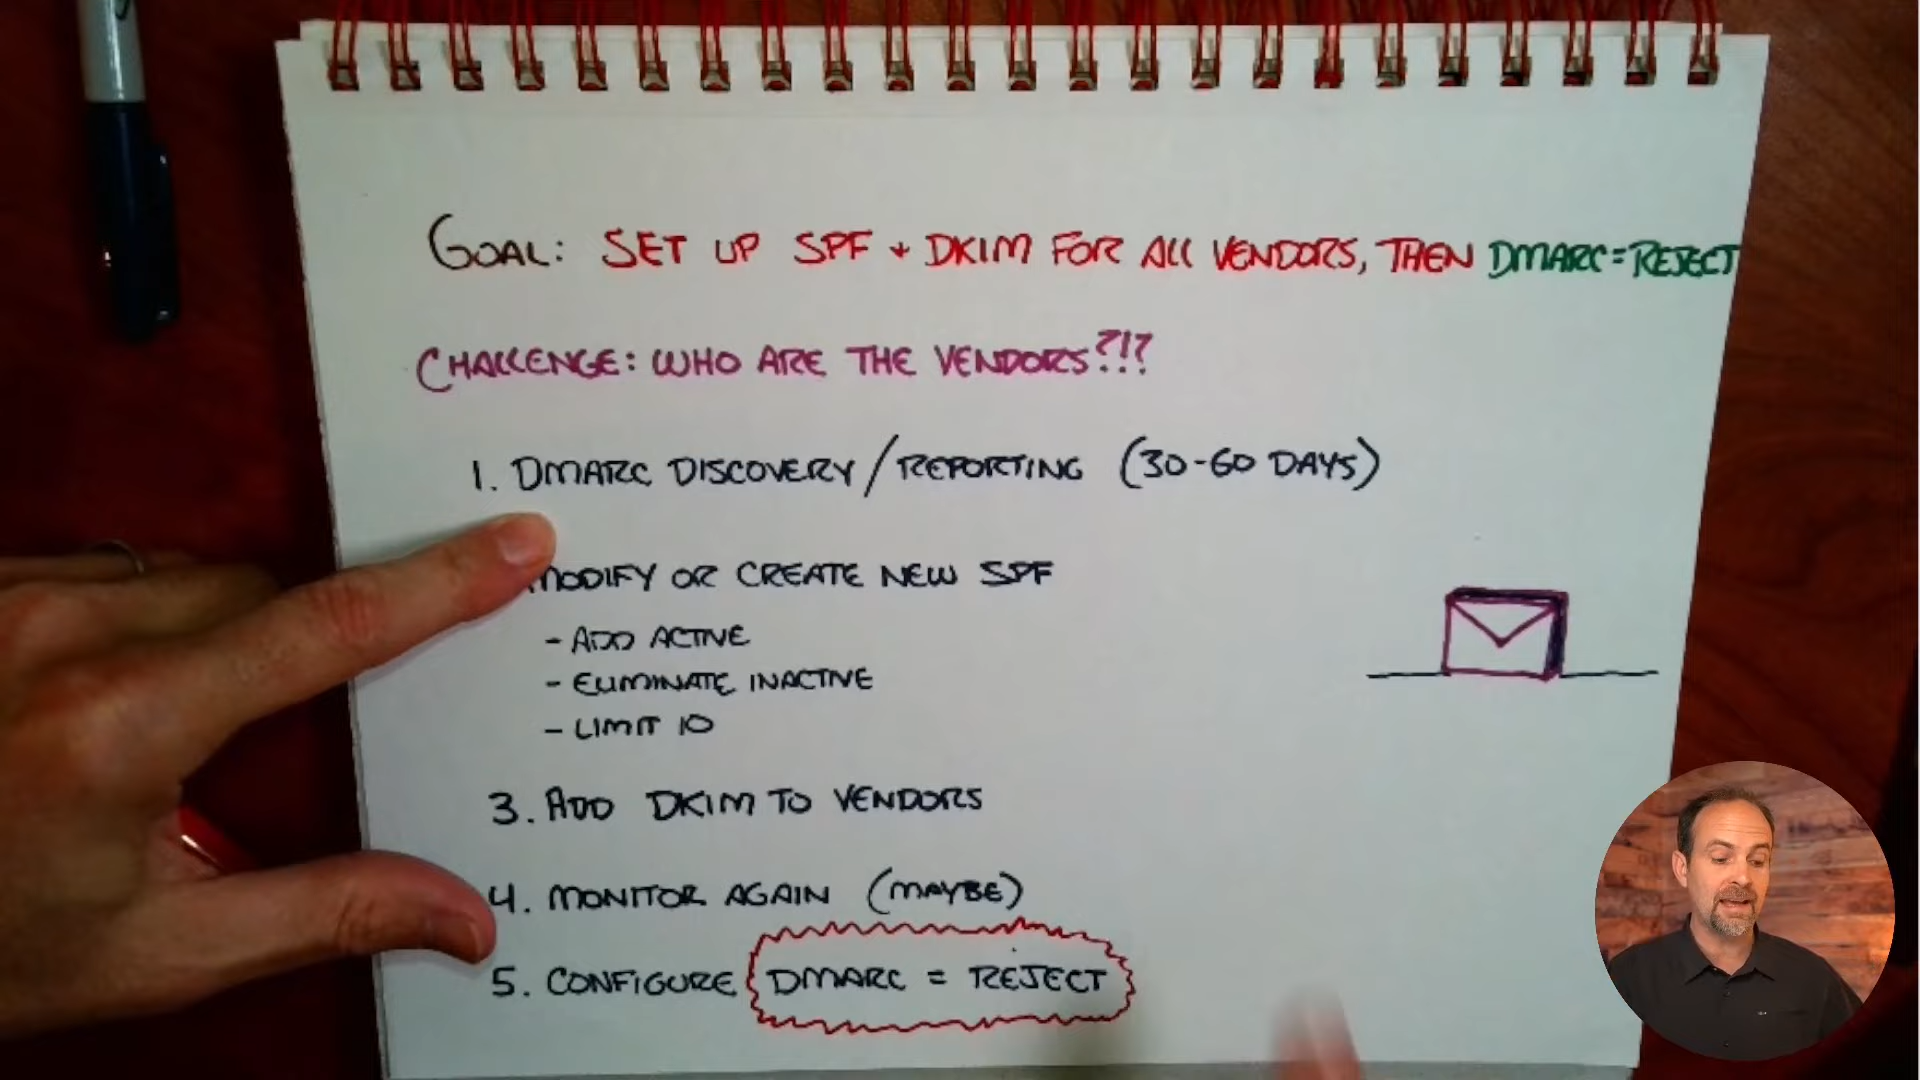 GOAL: SET UP SPF + DKIM FOR ALL VENDORS, THEN DMARC=REJECT
CHALLENGE: WHO ARE THE VENDORS?!?
1. DMARC DISCOVERY/REPORTING (30-60 DAYS)
MODIFY OR CREATE NEW SPF
- ADD ACTIVE
- ELIMINATE INACTIVE
- LIMIT 10
3. ADD DKIM TO VENDORS
4. MONITOR AGAIN (MAYBE)
5. CONFIGURE DMARC = REJECT